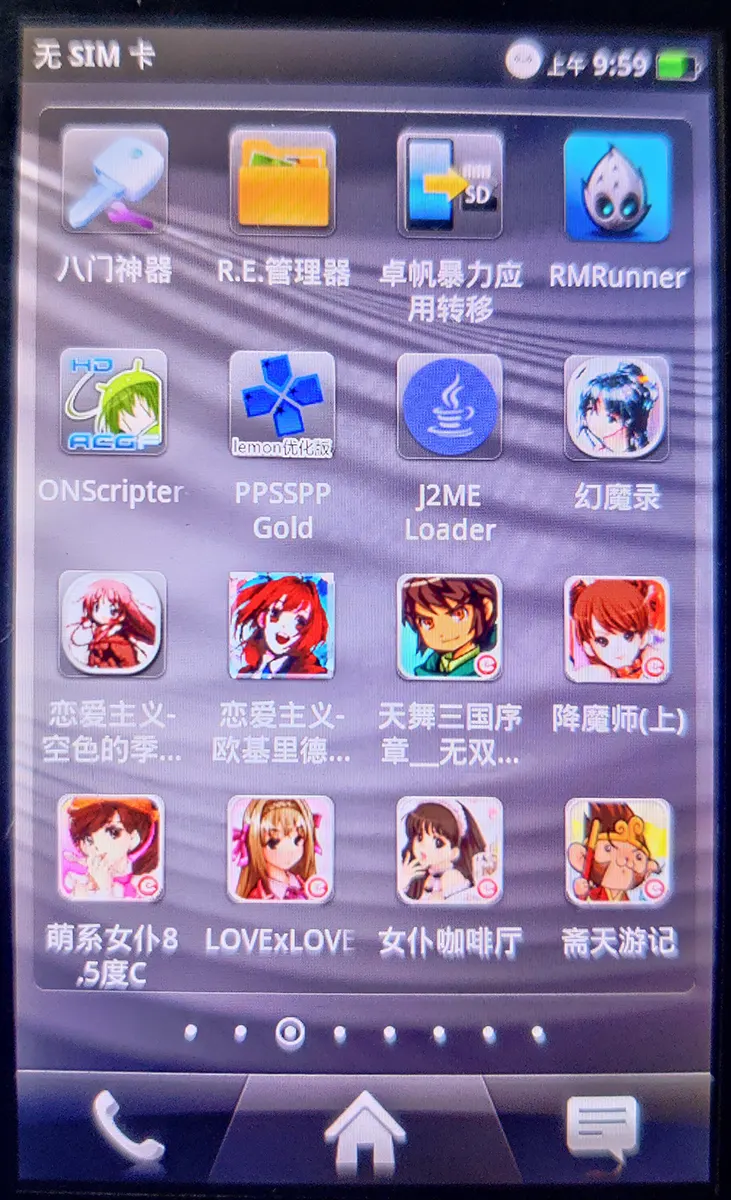 无 SIM 卡
上午 9:59
SD
八门神器
R.E.管理器
卓帆暴力应
用转移
RMRunner
HD
ACGF
lemon优化版
ONScripter
PPSSPP
Gold
J2ME
Loader
幻魔录
恋爱主义-
空色的季...
恋爱主义-
欧基里德...
天舞三国序
章__无双...
降魔师(上)
萌系女仆8
.5度C
LOVExLOVE
女仆咖啡厅
斋天游记